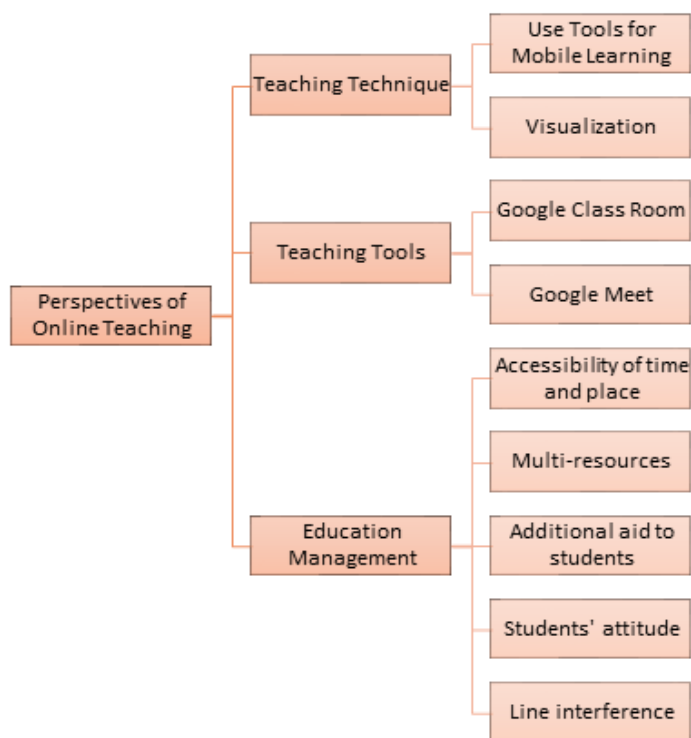 Use Tools for
Mobile Learning
Teaching Technique
Visualization
Google Class Room
Teaching Tools
Google Meet
Perspectives of
Online Teaching
Accessibility of time
and place
Multi-resources
Education
Management
Additional aid to
students
Students' attitude
Line interference